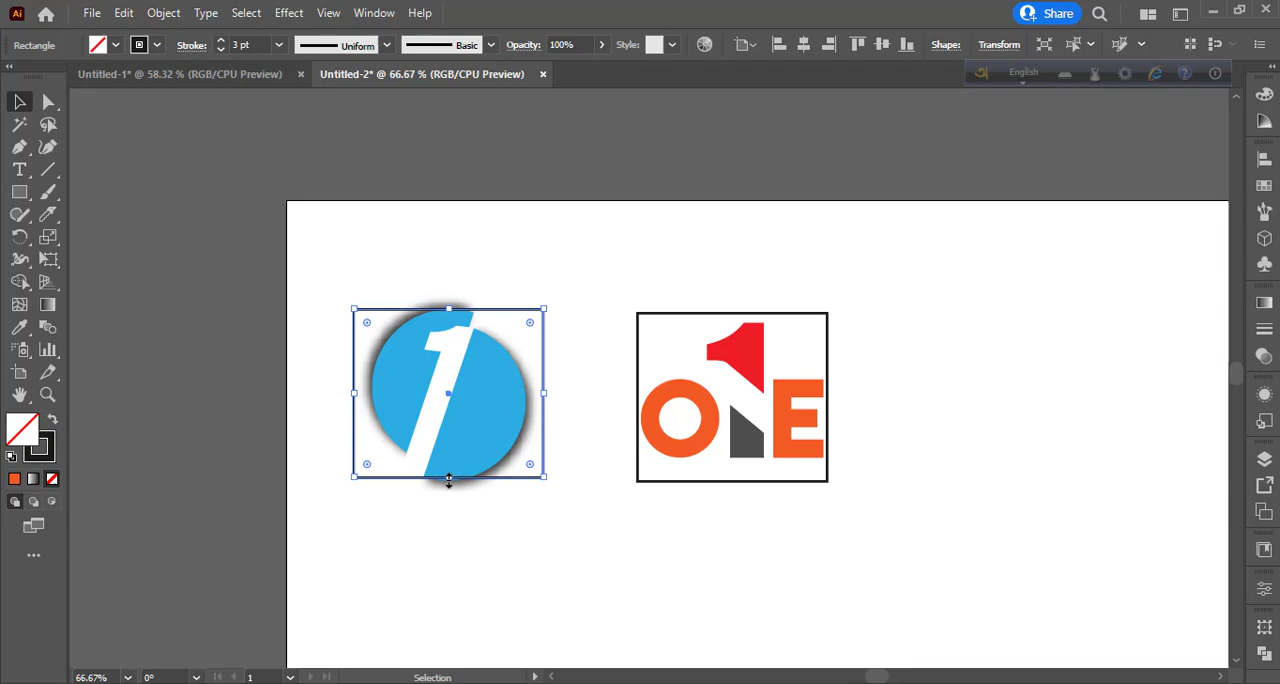 Ai File Edit Object Type Select Effect View Window Help Share
Rectangle Stroke: 3 pt Uniform Basic Opacity: 100% Style: Shape: Transform
Untitled-1* @ 58.32 % (RGB/CPU Preview) × Untitled-2* @ 66.67 % (RGB/CPU Preview) × English
T
1
1
ONE
66.67% 0° 1 Selection